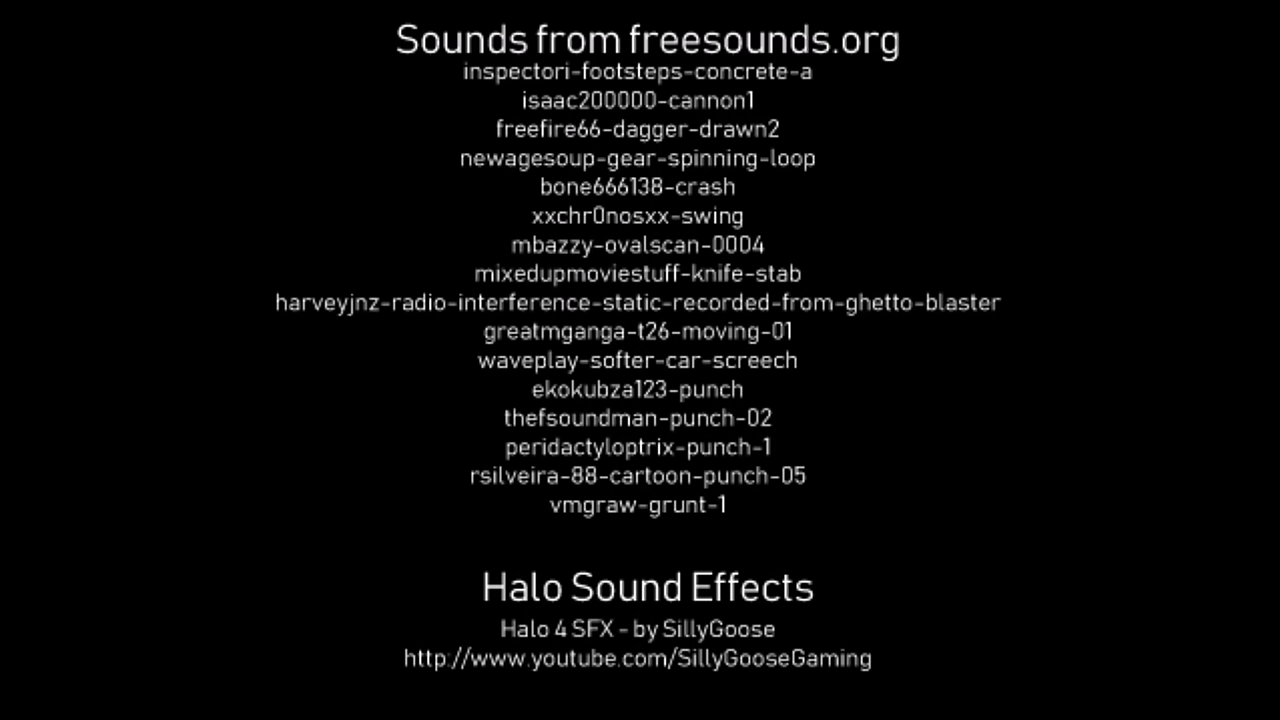 Sounds from freesounds.org
inspectori-footsteps-concrete-a
isaac200000-cannon1
freefire66-dagger-drawn2
newagesoup-gear-spinning-loop
bone666138-crash
xxchr0nosxx-swing
mbazzy-ovalscan-0004
mixedupmoviestuff-knife-stab
harveyjnz-radio-interference-static-recorded-from-ghetto-blaster
greatmganga-t26-moving-01
waveplay-softer-car-screech
ekokubza123-punch
thefsoundman-punch-02
peridactyloptrix-punch-1
rsilveira-88-cartoon-punch-05
vmgraw-grunt-1
Halo Sound Effects
Halo 4 SFX - by SillyGoose
http://www.youtube.com/SillyGooseGaming